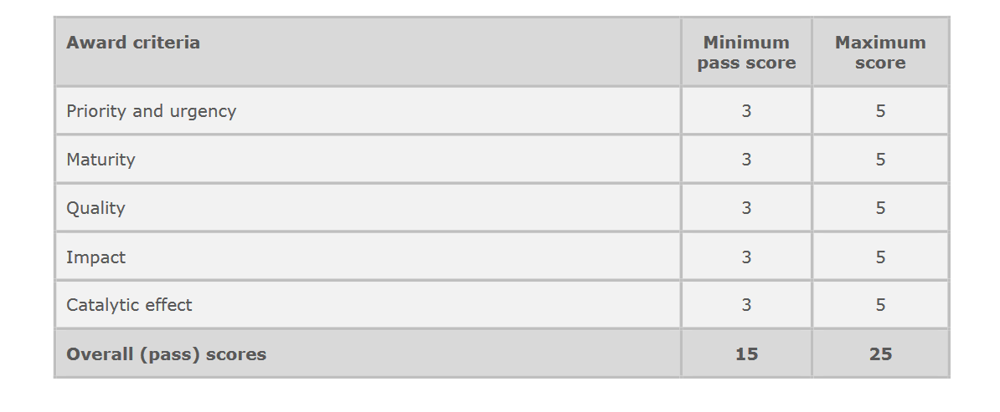 Award criteria Minimum pass score Maximum score
Priority and urgency 3 5
Maturity 3 5
Quality 3 5
Impact 3 5
Catalytic effect 3 5
Overall (pass) scores 15 25